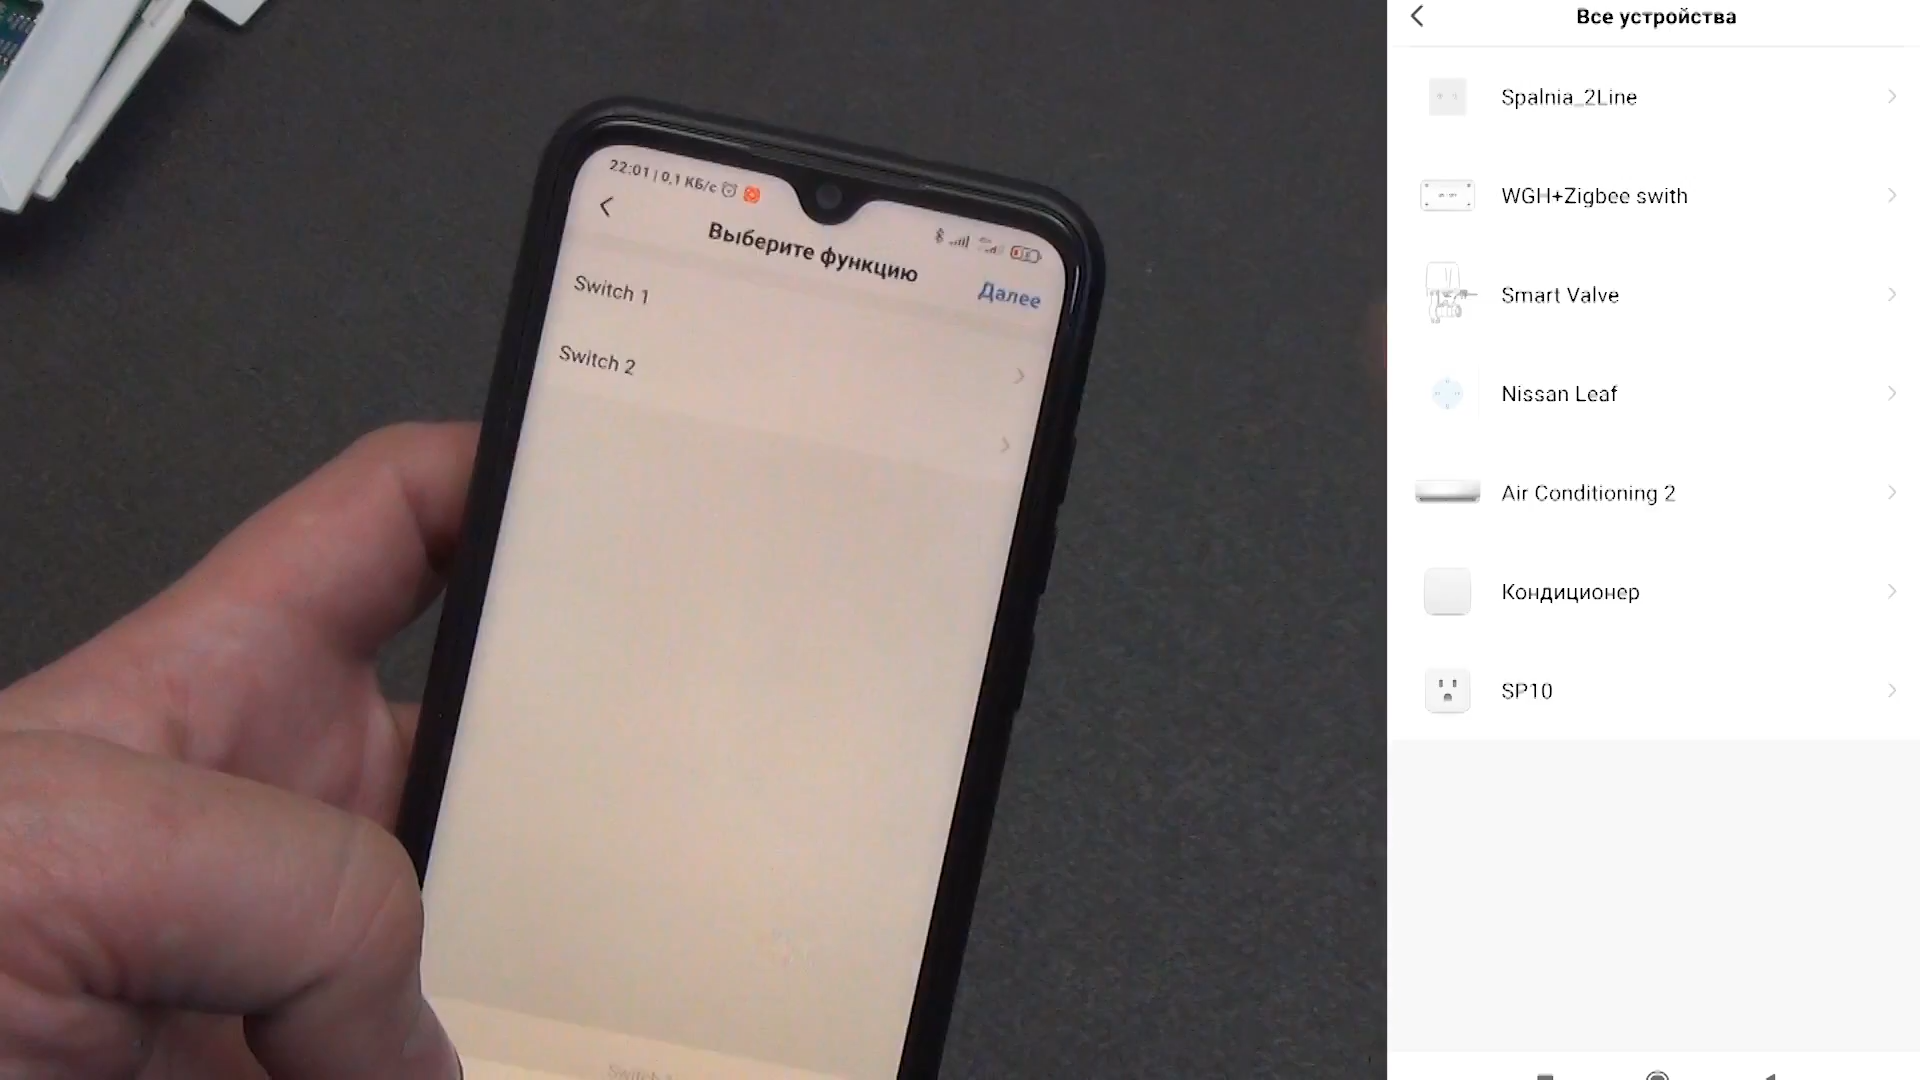 22:01 | 0,1 КБ/с
Выберите функцию
Далее
Switch 1
Switch 2
Все устройства
Spalnia_2Line
WGH+Zigbee swith
Smart Valve
Nissan Leaf
Air Conditioning 2
Кондиционер
SP10